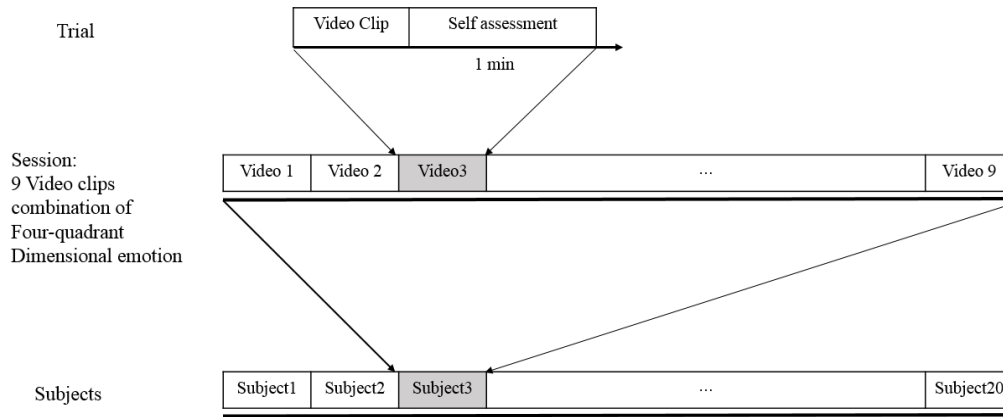 Trial
Video Clip
Self assessment
1 min
Session:
9 Video clips
combination of
Four-quadrant
Dimensional emotion
Video 1
Video 2
Video3
...
Video 9
Subjects
Subject1
Subject2
Subject3
...
Subject20